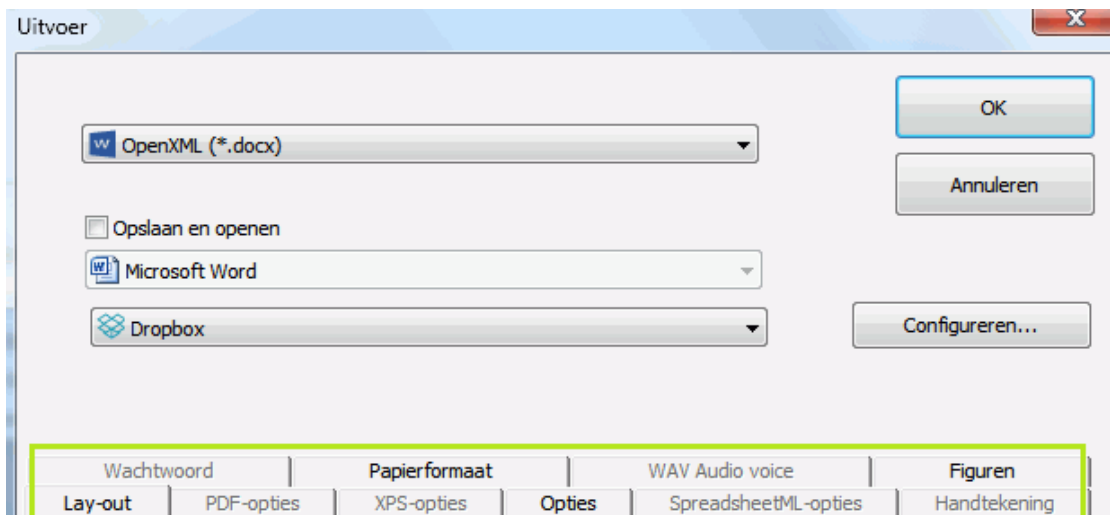 Uitvoer
OK
OpenXML (*.docx)
Annuleren
Opslaan en openen
Microsoft Word
Dropbox
Configureren...
Wachtwoord Papierformaat WAV Audio voice Figuren
Lay-out PDF-opties XPS-opties Opties SpreadsheetML-opties Handtekening